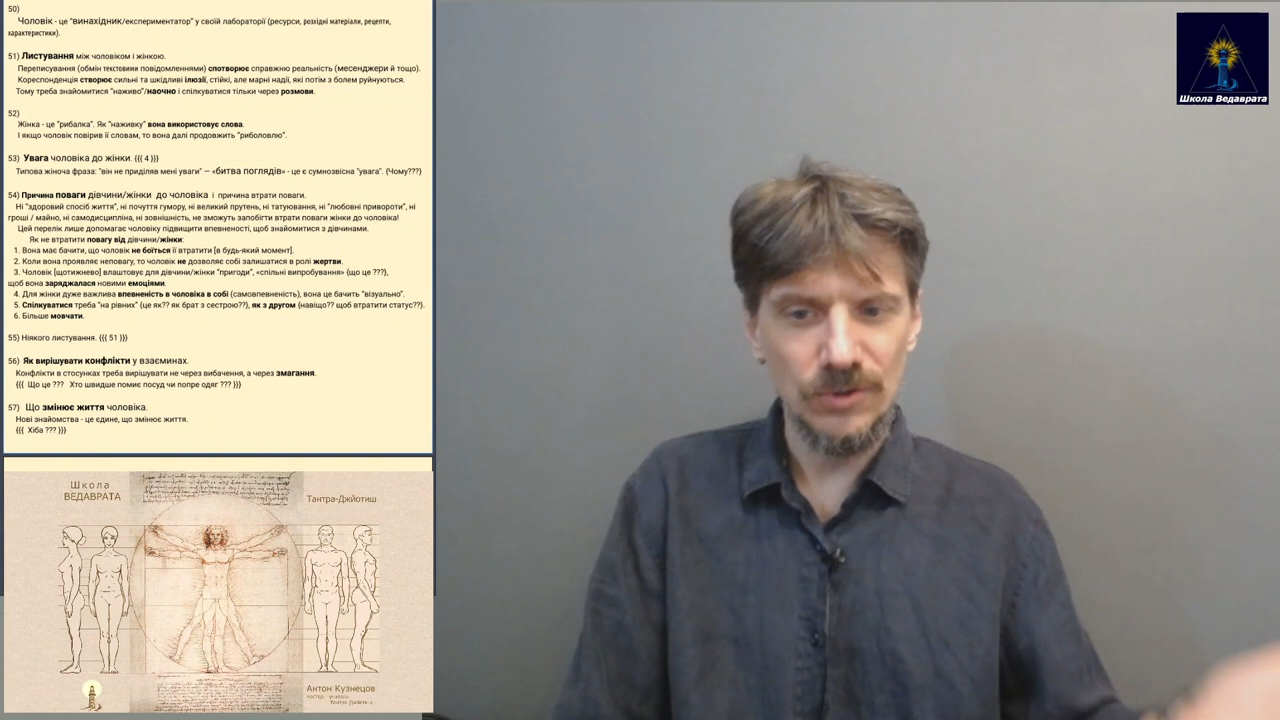 50)
Чоловік - це "винахідник/експериментатор" у своїй лабораторії (ресурси, розхідні матеріали, рецепти,
характеристики).
51) Листування між чоловіком і жінкою.
Переписування (обмін текстовими повідомленнями) спотворює справжню реальність (месенджери й тощо).
Кореспонденція створює сильні та шкідливі ілюзії, стійкі, але марні надії, які потім з болем руйнуються.
Тому треба знайомитися "наживо"/наочно і спілкуватися тільки через розмови.
52)
Жінка - це "рибалка". Як "наживку" вона використовує слова.
І якщо чоловік повірив її словам, то вона далі продовжить "риболовлю".
53) Увага чоловіка до жінки. {{{ 4 }}}
Типова жіноча фраза: "він не приділяв мені уваги" — «битва поглядів» - це є сумнозвісна "увага". {Чому???}
54) Причина поваги дівчини/жінки до чоловіка і причина втрати поваги.
Ні "здоровий спосіб життя", ні почуття гумору, ні великий прутень, ні татуювання, ні "любовні привороти", ні
гроші / майно, ні самодисципліна, ні зовнішність, не зможуть запобігти втрати поваги жінки до чоловіка!
Цей перелік лише допомагає чоловіку підвищити впевненості, щоб знайомитися з дівчинами.
Як не втратити повагу від дівчини/жінки:
1. Вона має бачити, що чоловік не боїться її втратити [в будь-який момент].
2. Коли вона проявляє неповагу, то чоловік не дозволяє собі залишатися в ролі жертви.
3. Чоловік [щотижнево] влаштовує для дівчини/жінки "пригоди", «спільні випробування» {що це ???},
щоб вона заряджалася новими емоціями.
4. Для жінки дуже важлива впевненість в чоловіка в собі (самовпевненість), вона це бачить "візуально".
5. Спілкуватися треба "на рівних" {це як?? як брат з сестрою??}, як з другом {навіщо?? щоб втратити статус??}.
6. Більше мовчати.
55) Ніякого листування. {{{ 51 }}}
56) Як вирішувати конфлікти у взаєминах.
Конфлікти в стосунках треба вирішувати не через вибачення, а через змагання.
{{{ Що це ??? Хто швидше помиє посуд чи попре одяг ??? }}}
57) Що змінює життя чоловіка.
Нові знайомства - це єдине, що змінює життя.
{{{ Хіба ??? }}}
Школа
ВЕДАВРАТА
Тантра-Джйотиш
Антон Кузнєцов
Школа Ведаврата